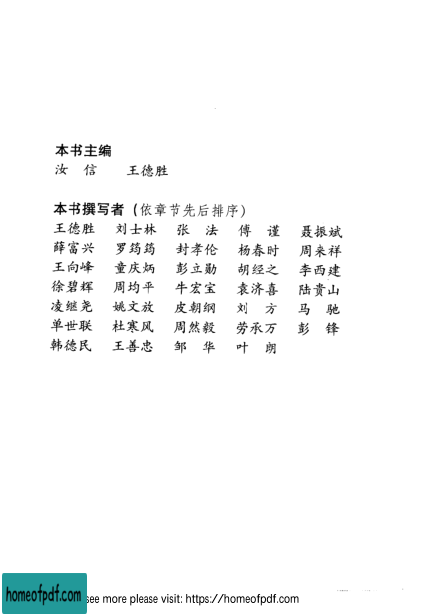 本书主编
汝　信　　王德胜
本书撰写者（依章节先后排序）
王德胜　刘士林　张　法　傅　谨　聂振斌
薛富兴　罗筠筠　封孝伦　杨春时　周来祥
王向峰　童庆炳　彭立勋　胡经之　李西建
徐碧辉　周均平　牛宏宝　袁济喜　陆贵山
凌继尧　姚文放　皮朝纲　刘　方　马　驰
单世联　杜寒风　周然毅　劳承万　彭　锋
韩德民　王善忠　邹　华　叶　朗
homeofpdf.com
see more please visit: https://homeofpdf.com